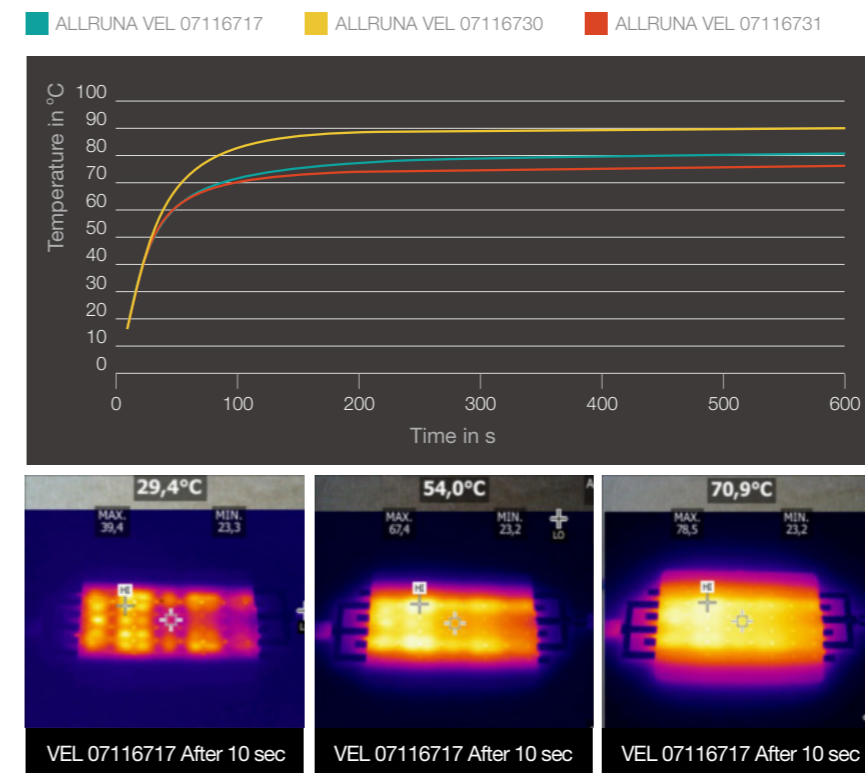 ALLRUNA VEL 07116717 ALLRUNA VEL 07116730 ALLRUNA VEL 07116731
Temperature in °C
100
90
80
70
60
50
40
30
20
10
0
0 100 200 300 400 500 600
Time in s
29,4°C
MAX. MIN.
39,4 23,3
HI
54,0°C
MAX. MIN.
67,4 23,2
LO
HI
70,9°C
MAX. MIN.
78,5 23,2
HI
VEL 07116717 After 10 sec
VEL 07116717 After 10 sec
VEL 07116717 After 10 sec